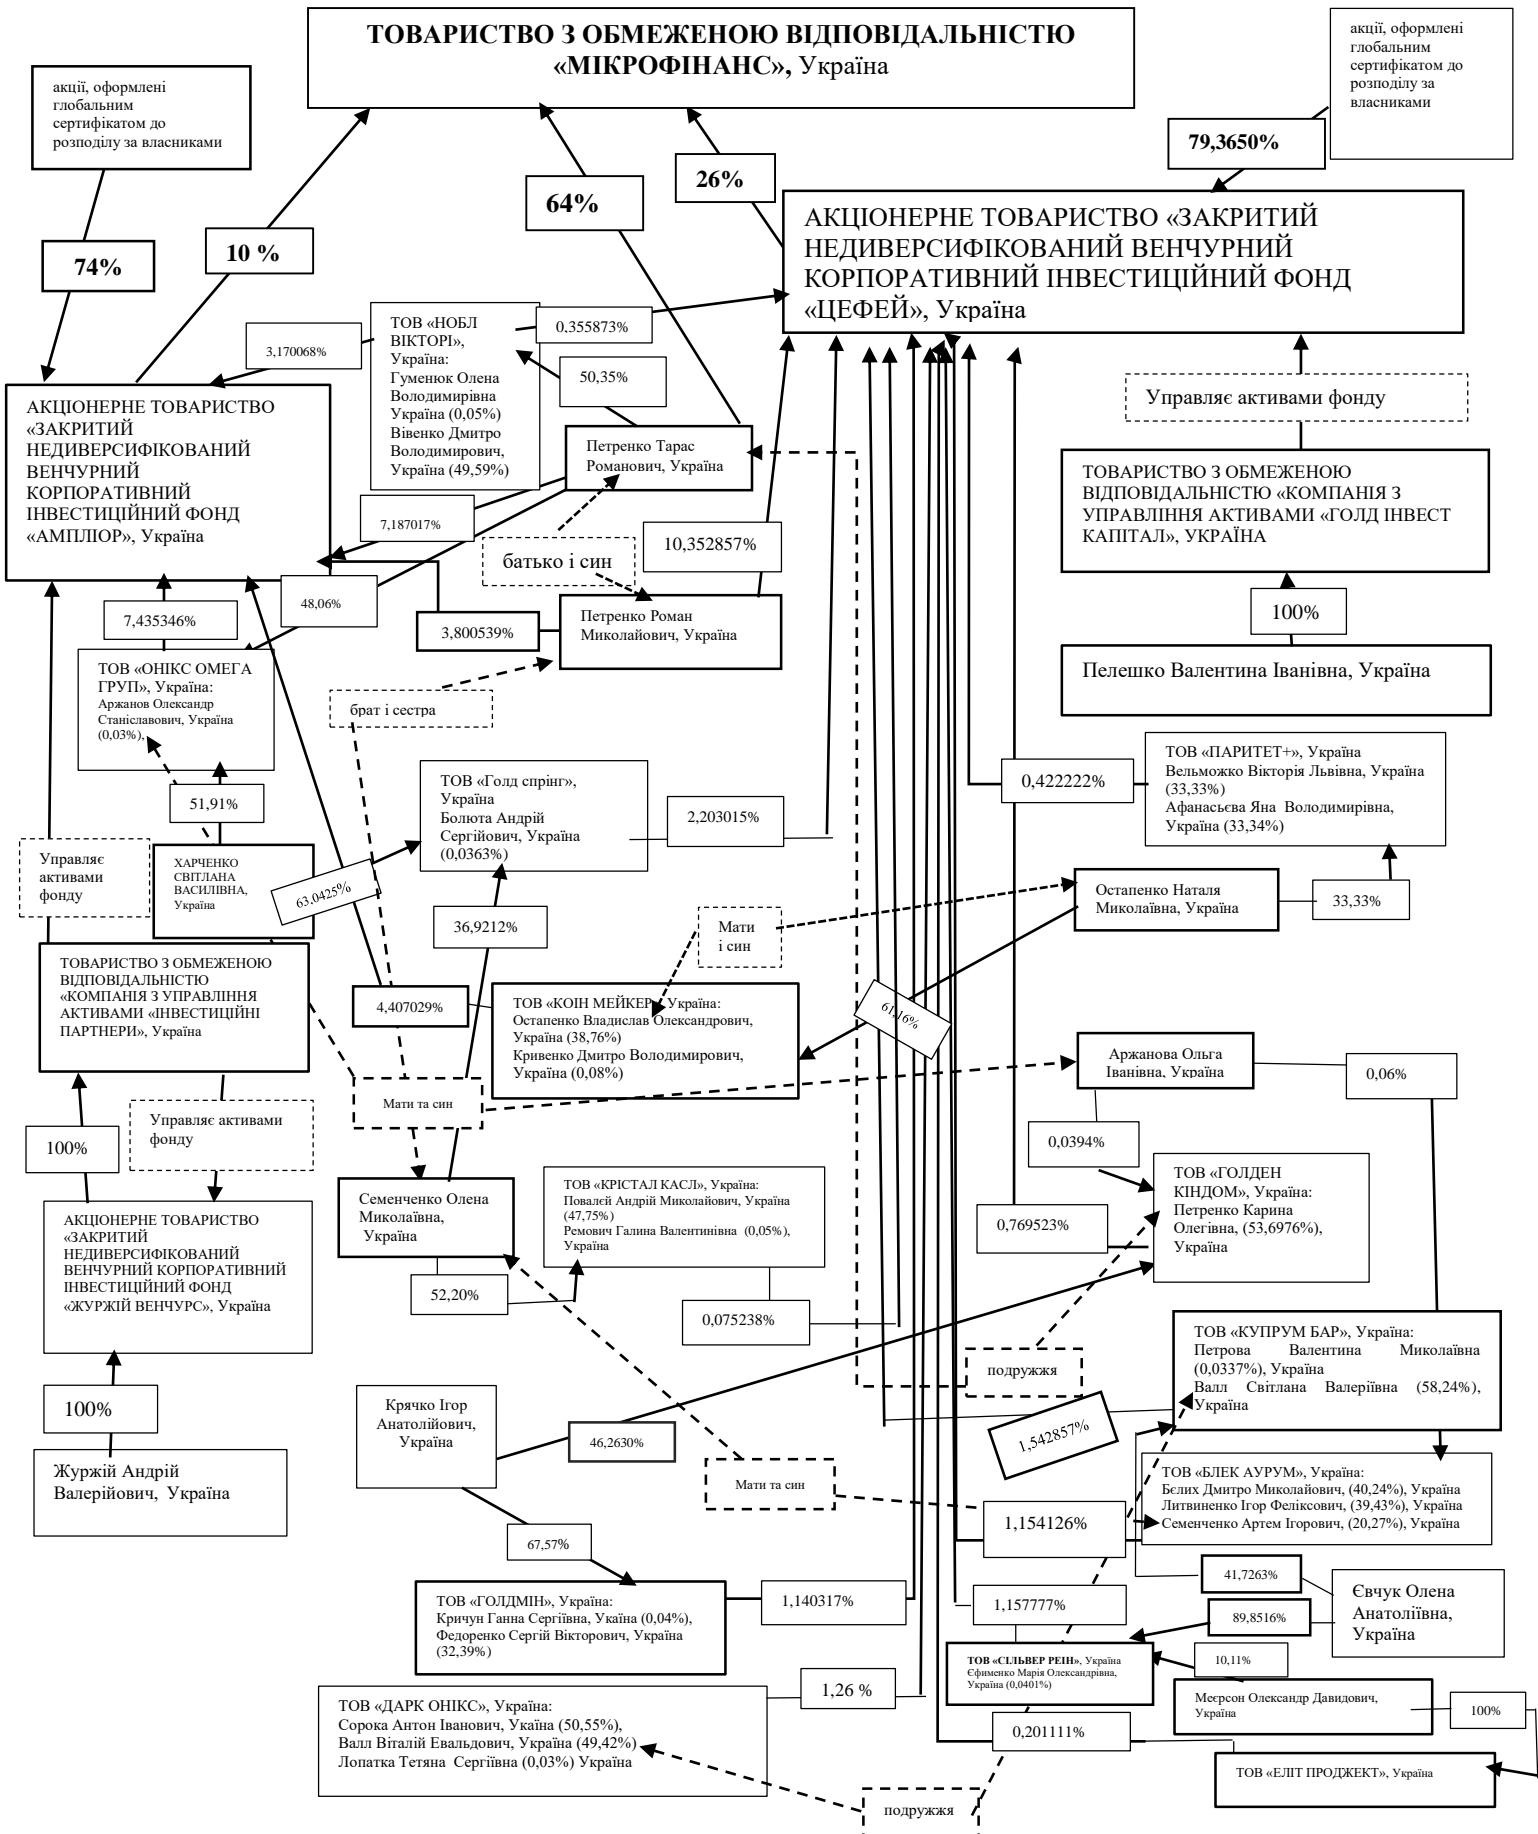 ТОВАРИСТВО З ОБМЕЖЕНОЮ ВІДПОВІДАЛЬНІСТЮ
«МІКРОФІНАНС», Україна
акції, оформлені
глобальним
сертифікатом до
розподілу за
власниками
акції, оформлені
глобальним
сертифікатом до
розподілу за власниками
79,3650%
26%
64%
10 %
74%
АКЦІОНЕРНЕ ТОВАРИСТВО «ЗАКРИТИЙ
НЕДИВЕРСИФІКОВАНИЙ ВЕНЧУРНИЙ
КОРПОРАТИВНИЙ ІНВЕСТИЦІЙНИЙ ФОНД
«ЦЕФЕЙ», Україна
ТОВ «НОБЛ
ВІКТОРІ»,
Україна:
Гуменюк Олена
Володимирівна
Україна (0,05%)
Вівенко Дмитро
Володимирович,
Україна (49,59%)
0,355873%
3,170068%
50,35%
Управляє активами фонду
АКЦІОНЕРНЕ ТОВАРИСТВО
«ЗАКРИТИЙ
НЕДИВЕРСИФІКОВАНИЙ
ВЕНЧУРНИЙ
КОРПОРАТИВНИЙ
ІНВЕСТИЦІЙНИЙ ФОНД
«АМПЛІОР», Україна
Петренко Тарас
Романович, Україна
ТОВАРИСТВО З ОБМЕЖЕНОЮ
ВІДПОВІДАЛЬНІСТЮ «КОМПАНІЯ З
УПРАВЛІННЯ АКТИВАМИ «ГОЛД ІНВЕСТ
КАПІТАЛ», УКРАЇНА
7,187017%
10,352857%
батько і син
48,06%
7,435346%
3,800539%
Петренко Роман
Миколайович, Україна
100%
Пелешко Валентина Іванівна, Україна
ТОВ «ОНІКС ОМЕГА
ГРУП», Україна:
Аржанов Олександр
Станіславович, Україна
(0,03%),
брат і сестра
51,91%
ТОВ «Голд спрінг»,
Україна
Болюта Андрій
Сергійович, Україна
(0,0363%)
2,203015%
0,422222%
ТОВ «ПАРИТЕТ+», Україна
Вельможко Вікторія Львівна, Україна
(33,33%)
Афанасьєва Яна Володимирівна,
Україна (33,34%)
Управляє
активами
фонду
ХАРЧЕНКО
СВІТЛАНА
ВАСИЛІВНА,
Україна
63,0425%
36,9212%
Мати
і син
Остапенко Наталя
Миколаївна, Україна
33,33%
ТОВАРИСТВО З ОБМЕЖЕНОЮ
ВІДПОВІДАЛЬНІСТЮ
«КОМПАНІЯ З УПРАВЛІННЯ
АКТИВАМИ «ІНВЕСТИЦІЙНІ
ПАРТНЕРИ», Україна
4,407029%
ТОВ «КОІН МЕЙКЕР», Україна:
Остапенко Владислав Олександрович,
Україна (38,76%)
Кривенко Дмитро Володимирович,
Україна (0,08%)
61,16%
Аржанова Ольга
Іванівна, Україна
0,06%
Мати та син
100%
Управляє активами
фонду
0,0394%
Семенченко Олена
Миколаївна,
Україна
ТОВ «КРІСТАЛ КАСЛ», Україна:
Повалєй Андрій Миколайович, Україна
(47,75%)
Ремович Галина Валентинівна (0,05%),
Україна
ТОВ «ГОЛДЕН
КІНДОМ», Україна:
Петренко Карина
Олегівна, (53,6976%),
Україна
0,769523%
АКЦІОНЕРНЕ ТОВАРИСТВО
«ЗАКРИТИЙ
НЕДИВЕРСИФІКОВАНИЙ
ВЕНЧУРНИЙ КОРПОРАТИВНИЙ
ІНВЕСТИЦІЙНИЙ ФОНД
«ЖУРЖІЙ ВЕНЧУРС», Україна
52,20%
0,075238%
ТОВ «КУПРУМ БАР», Україна:
Петрова Валентина Миколаївна
(0,0337%), Україна
Валл Світлана Валеріївна (58,24%),
Україна
подружжя
100%
Крячко Ігор
Анатолійович,
Україна
46,2630%
1,542857%
Журжій Андрій
Валерійович, Україна
Мати та син
ТОВ «БЛЕК АУРУМ», Україна:
Бєлих Дмитро Миколайович, (40,24%), Україна
Литвиненко Ігор Феліксович, (39,43%), Україна
Семенченко Артем Ігорович, (20,27%), Україна
1,154126%
67,57%
41,7263%
Євчук Олена
Анатоліївна,
Україна
ТОВ «ГОЛДМІН», Україна:
Кричун Ганна Сергіївна, Укаїна (0,04%),
Федоренко Сергій Вікторович, Україна
(32,39%)
1,140317%
1,157777%
89,8516%
ТОВ «СІЛЬВЕР РЕІН», Україна
Єфименко Марія Олександрівна,
Україна (0,0401%)
10,11%
Меєрсон Олександр Давидович,
Україна
100%
ТОВ «ДАРК ОНІКС», Україна:
Сорока Антон Іванович, Укаїна (50,55%),
Валл Віталій Евальдович, Україна (49,42%)
Лопатка Тетяна Сергіївна (0,03%) Україна
1,26 %
0,201111%
ТОВ «ЕЛІТ ПРОДЖЕКТ», Україна
подружжя